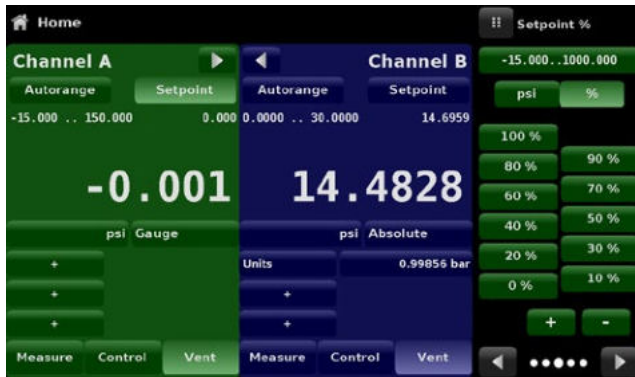 Home
Setpoint %
Channel A
Channel B
-15.000..1000.000
Autorange Setpoint
Autorange Setpoint
psi %
-15.000 .. 150.000 0.000
0.0000 .. 30.0000 14.6959
-0.001
14.4828
psi Gauge
psi Absolute
+
Units 0.99856 bar
+
+
+
+
Measure Control Vent
Measure Control Vent
100 %
90 %
80 %
70 %
60 %
50 %
40 %
30 %
20 %
10 %
0 %
+ -